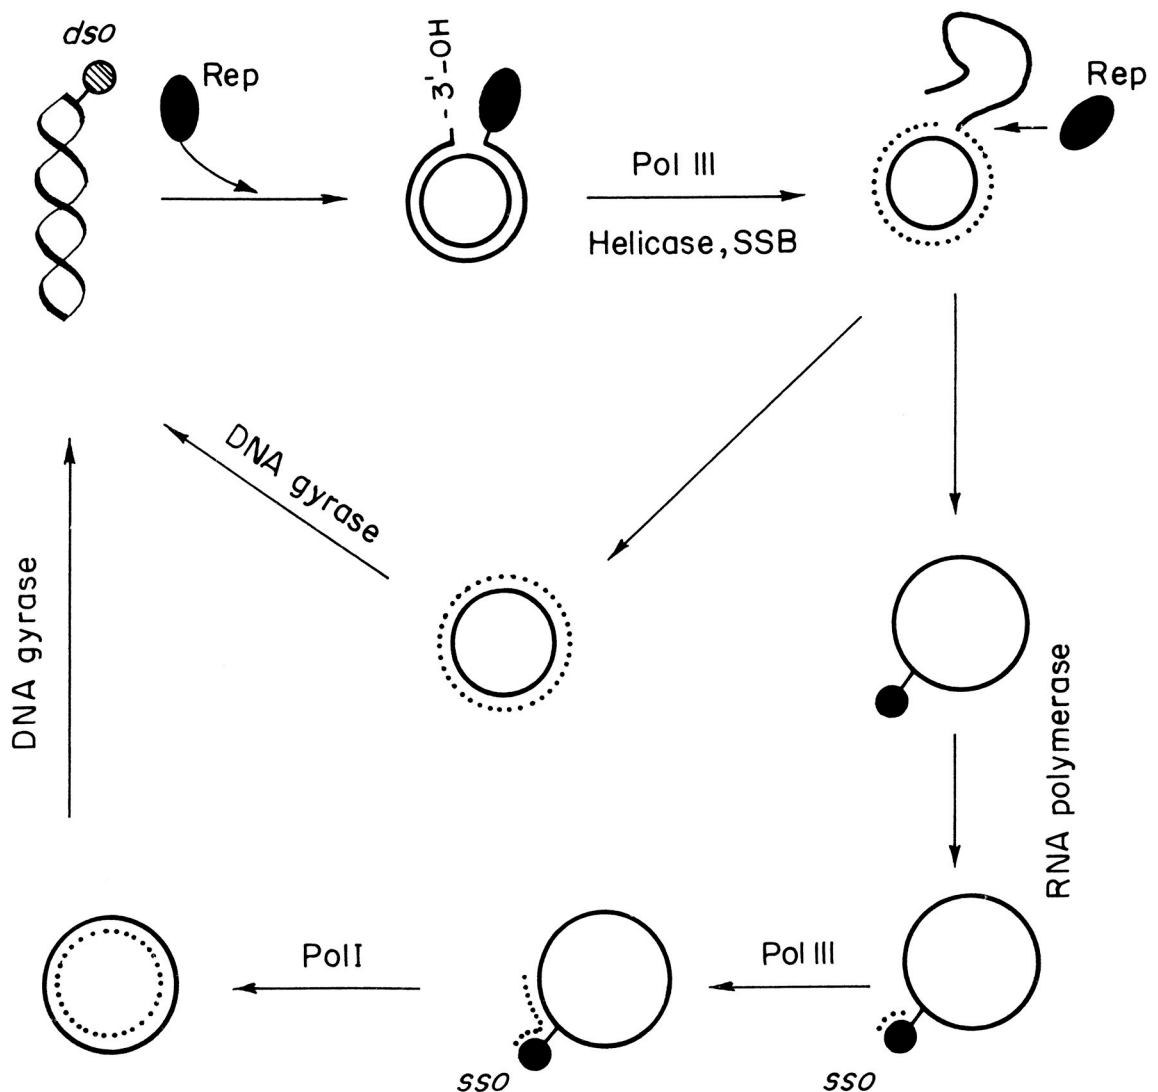 dso
Rep
- 3'-OH
Rep
Pol III
Helicase, SSB
DNA gyrase
DNA gyrase
RNA polymerase
Pol I
Pol III
sso
sso